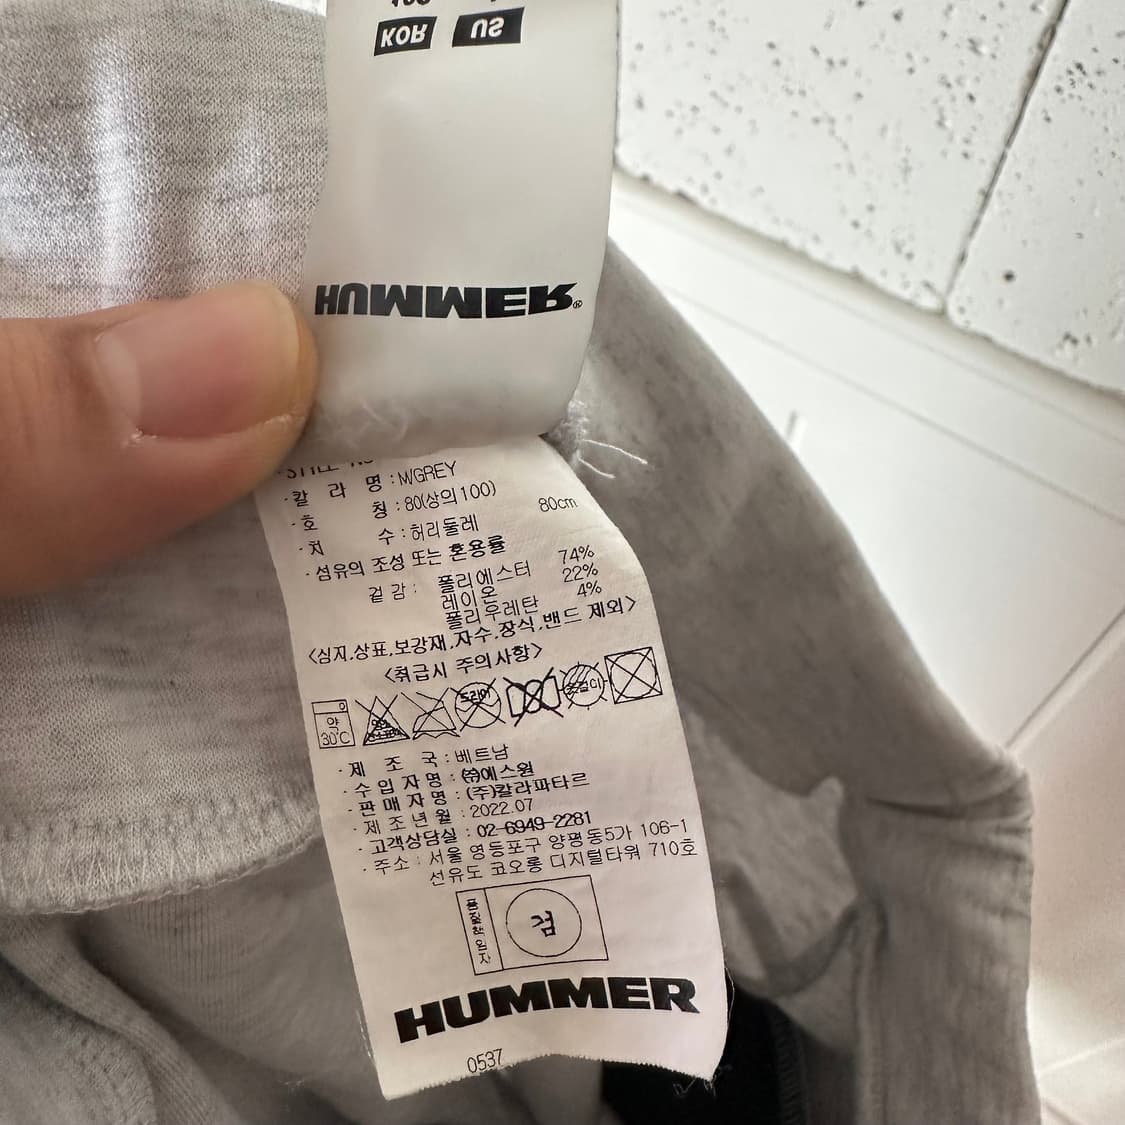 KOR US
HUMMER®
·칼 라 명 : M/GREY
·호 칭 : 80(상의100)
·치 수 : 허리둘레 80cm
·섬유의 조성 또는 혼용률
겉감: 폴리에스터 74%
레이온 22%
폴리우레탄 4%
<심지,상표,보강재,자수,장식,밴드 제외>
<취급시 주의사항>
약
30℃
드라이
·제 조 국 : 베트남
·수 입 자 명 : ㈜에스원
·판 매 자 명 : (주)칼라파타르
·제 조 년 월 : 2022.07
·고객상담실 : 02-6949-2281
·주소 : 서울 영등포구 양평동5가 106-1
선유도 코오롱 디지털타워 710호
검
HUMMER
0537